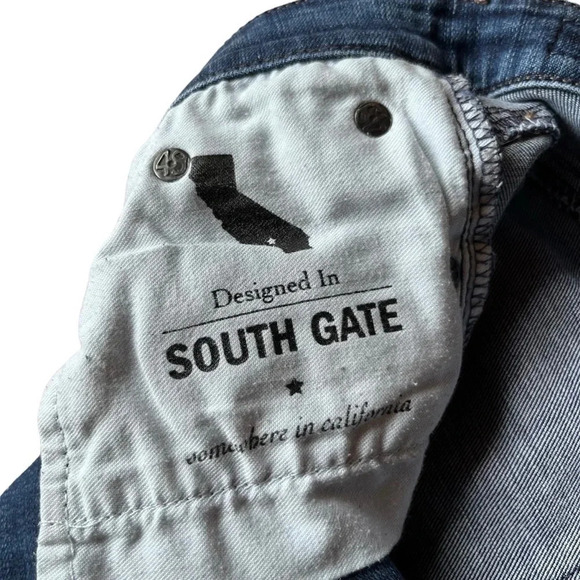 Designed In
SOUTH GATE
somewhere in california